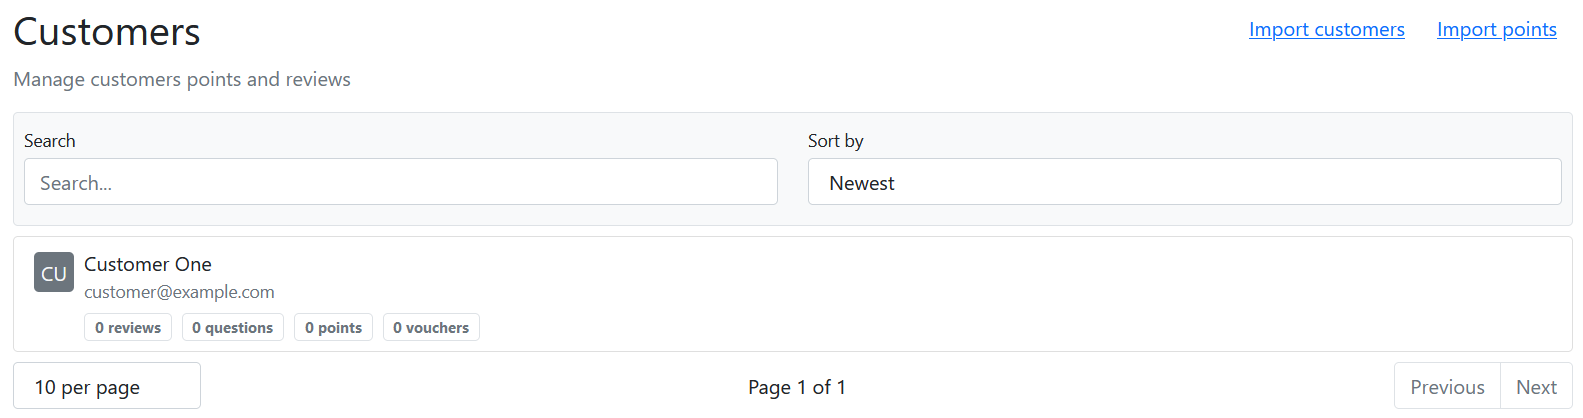 Customers
Import customers
Import points
Manage customers points and reviews
Search
Sort by
Search...
Newest
CU
Customer One
customer@example.com
0 reviews
0 questions
0 points
0 vouchers
10 per page
Page 1 of 1
Previous
Next